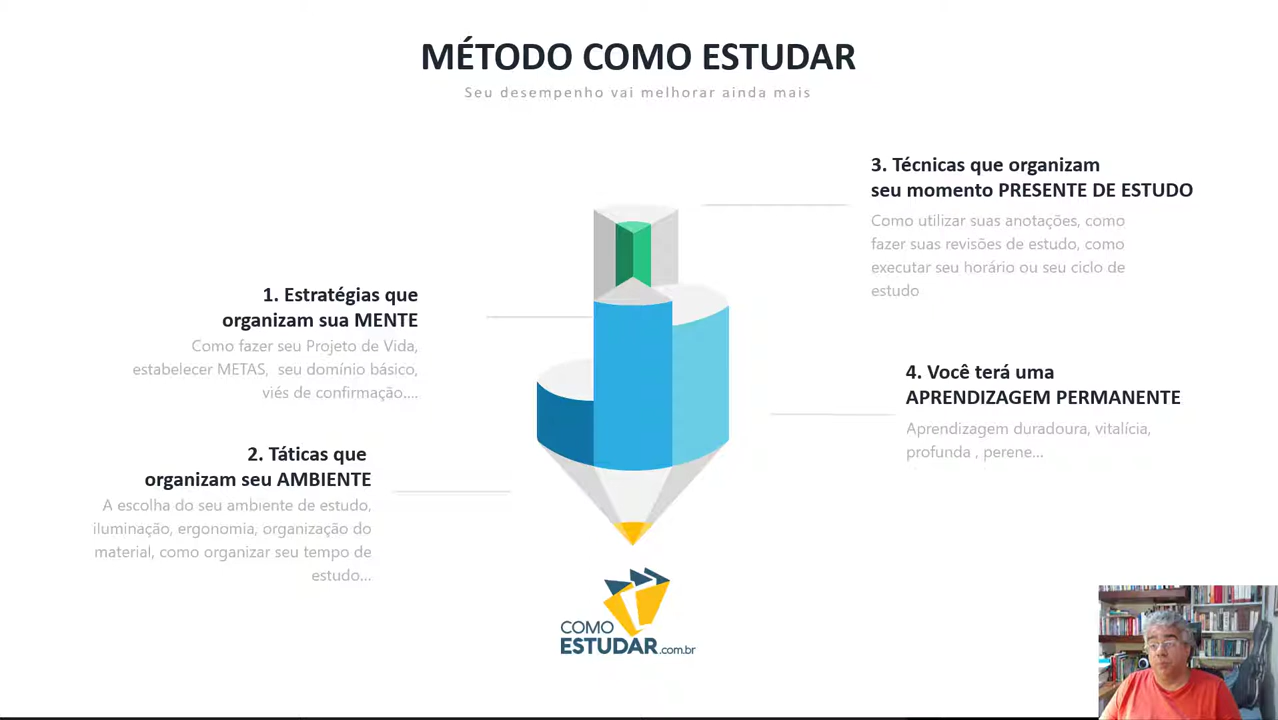 MÉTODO COMO ESTUDAR
Seu desempenho vai melhorar ainda mais
1. Estratégias que
organizam sua MENTE
Como fazer seu Projeto de Vida,
estabelecer METAS, seu domínio básico,
viés de confirmação....
2. Táticas que
organizam seu AMBIENTE
A escolha do seu ambiente de estudo,
iluminação, ergonomia, organização do
material, como organizar seu tempo de
estudo...
3. Técnicas que organizam
seu momento PRESENTE DE ESTUDO
Como utilizar suas anotações, como
fazer suas revisões de estudo, como
executar seu horário ou seu ciclo de
estudo
4. Você terá uma
APRENDIZAGEM PERMANENTE
Aprendizagem duradoura, vitalícia,
profunda , perene...
COMO
ESTUDAR.com.br